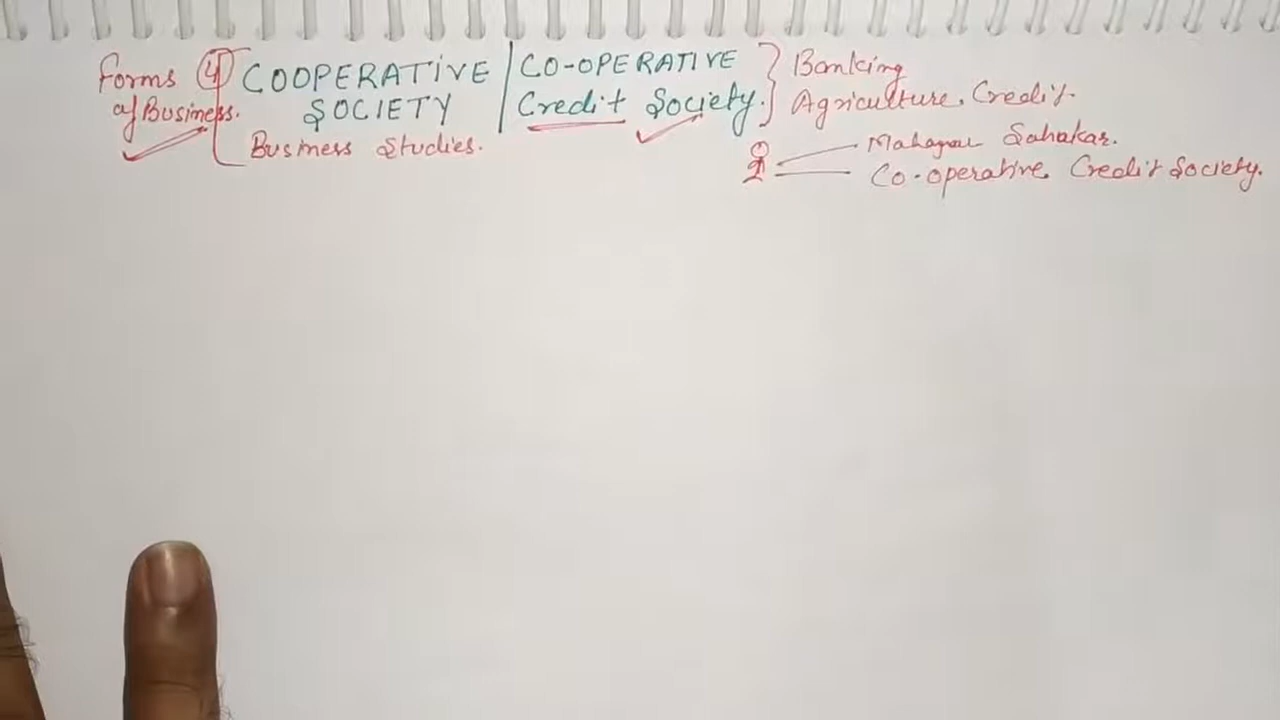 Forms ④
of Business.
COOPERATIVE
SOCIETY
Business Studies.
CO-OPERATIVE
Credit Society.
Banking
Agriculture, Credit.
Sahakar.
Co-operative Credit Society.